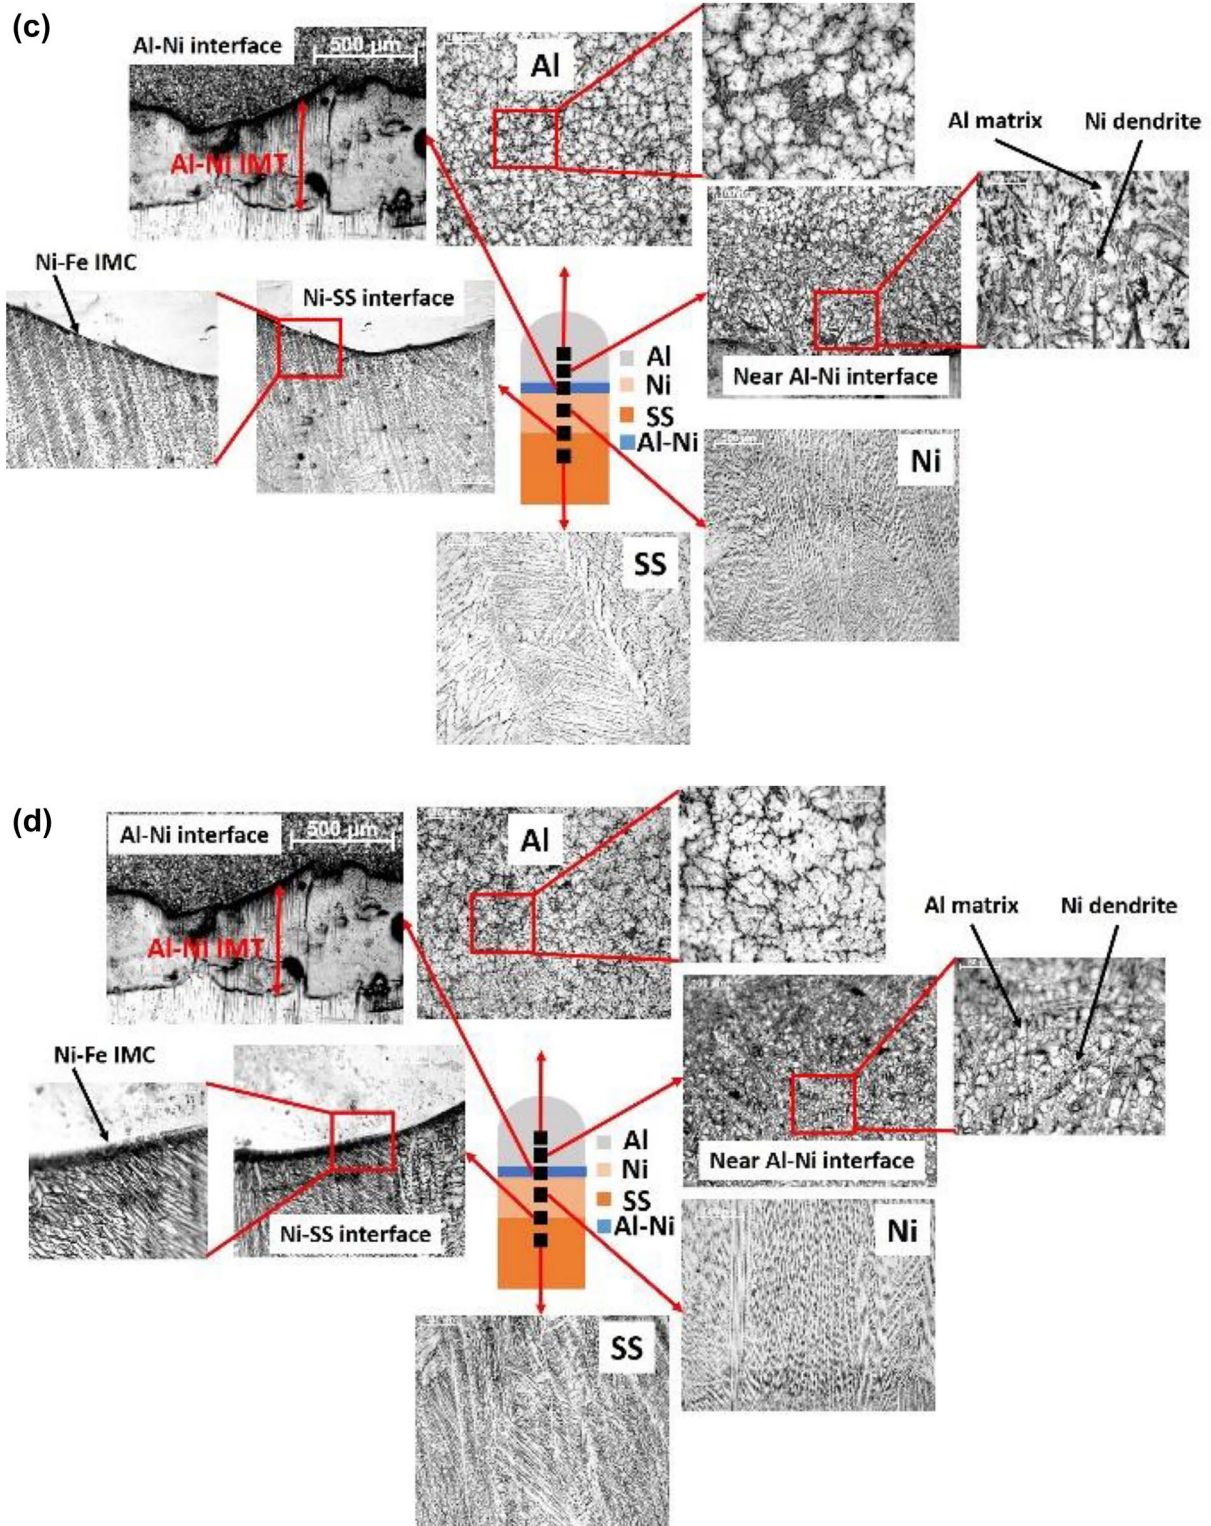 (c)
Al-Ni interface
500 µm
Al
Al-Ni IMT
Al matrix
Ni dendrite
Ni-Fe IMC
Ni-SS interface
Near Al-Ni interface
Al
Ni
SS
Al-Ni
Ni
SS
(d)
Al-Ni interface
500 µm
Al
Al-Ni IMT
Al matrix
Ni dendrite
Ni-Fe IMC
Ni-SS interface
Near Al-Ni interface
Al
Ni
SS
Al-Ni
Ni
SS